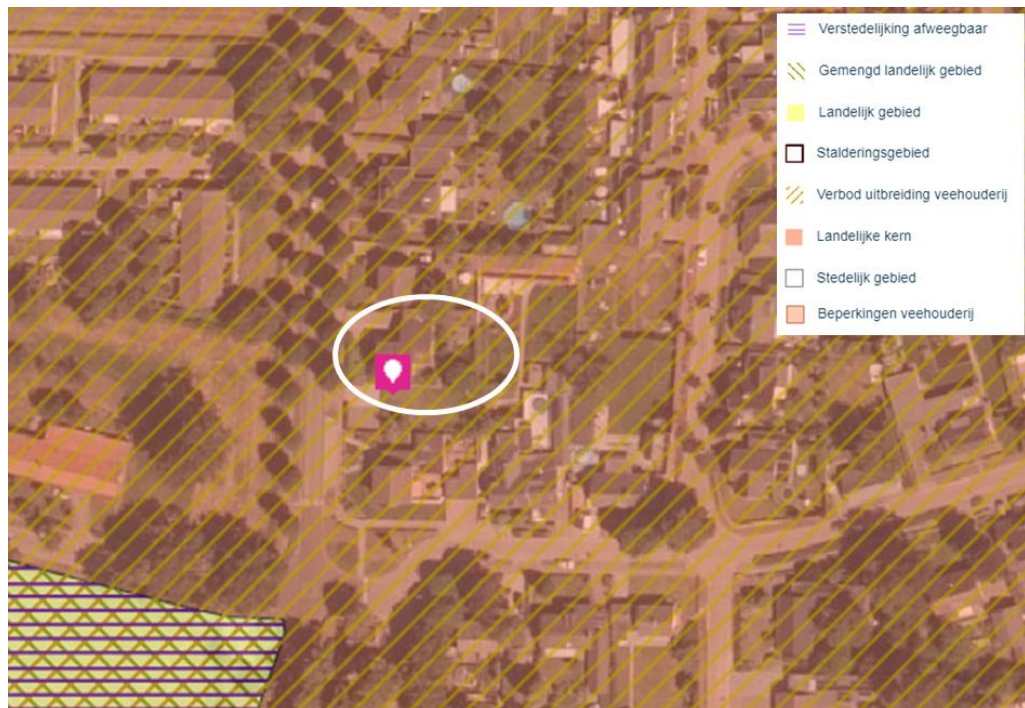 Verstedelijking afweegbaar
Gemengd landelijk gebied
Landelijk gebied
Stalderingsgebied
Verbod uitbreiding veehouderij
Landelijke kern
Stedelijk gebied
Beperkingen veehouderij